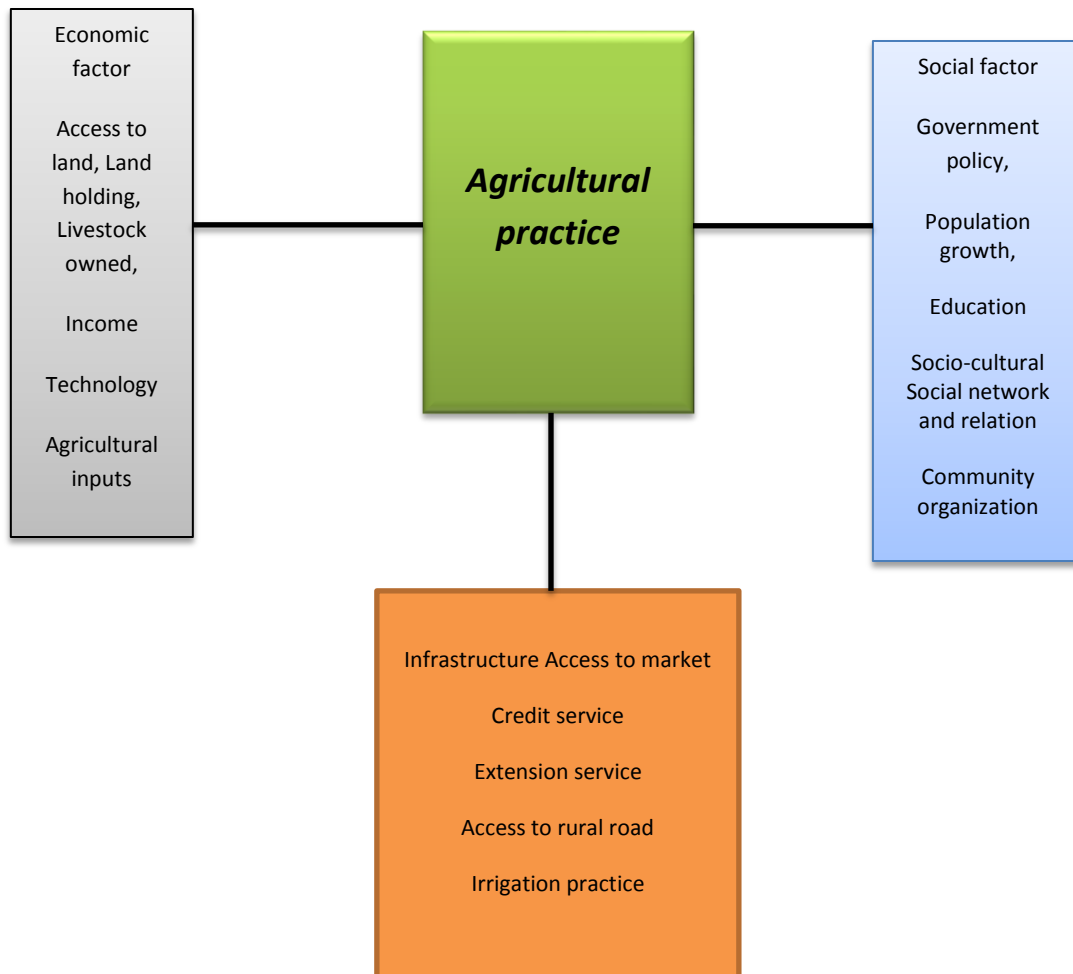 Economic
factor
Access to
land, Land
holding,
Livestock
owned,
Income
Technology
Agricultural
inputs
Agricultural
practice
Social factor
Government
policy,
Population
growth,
Education
Socio-cultural
Social network
and relation
Community
organization
Infrastructure Access to market
Credit service
Extension service
Access to rural road
Irrigation practice